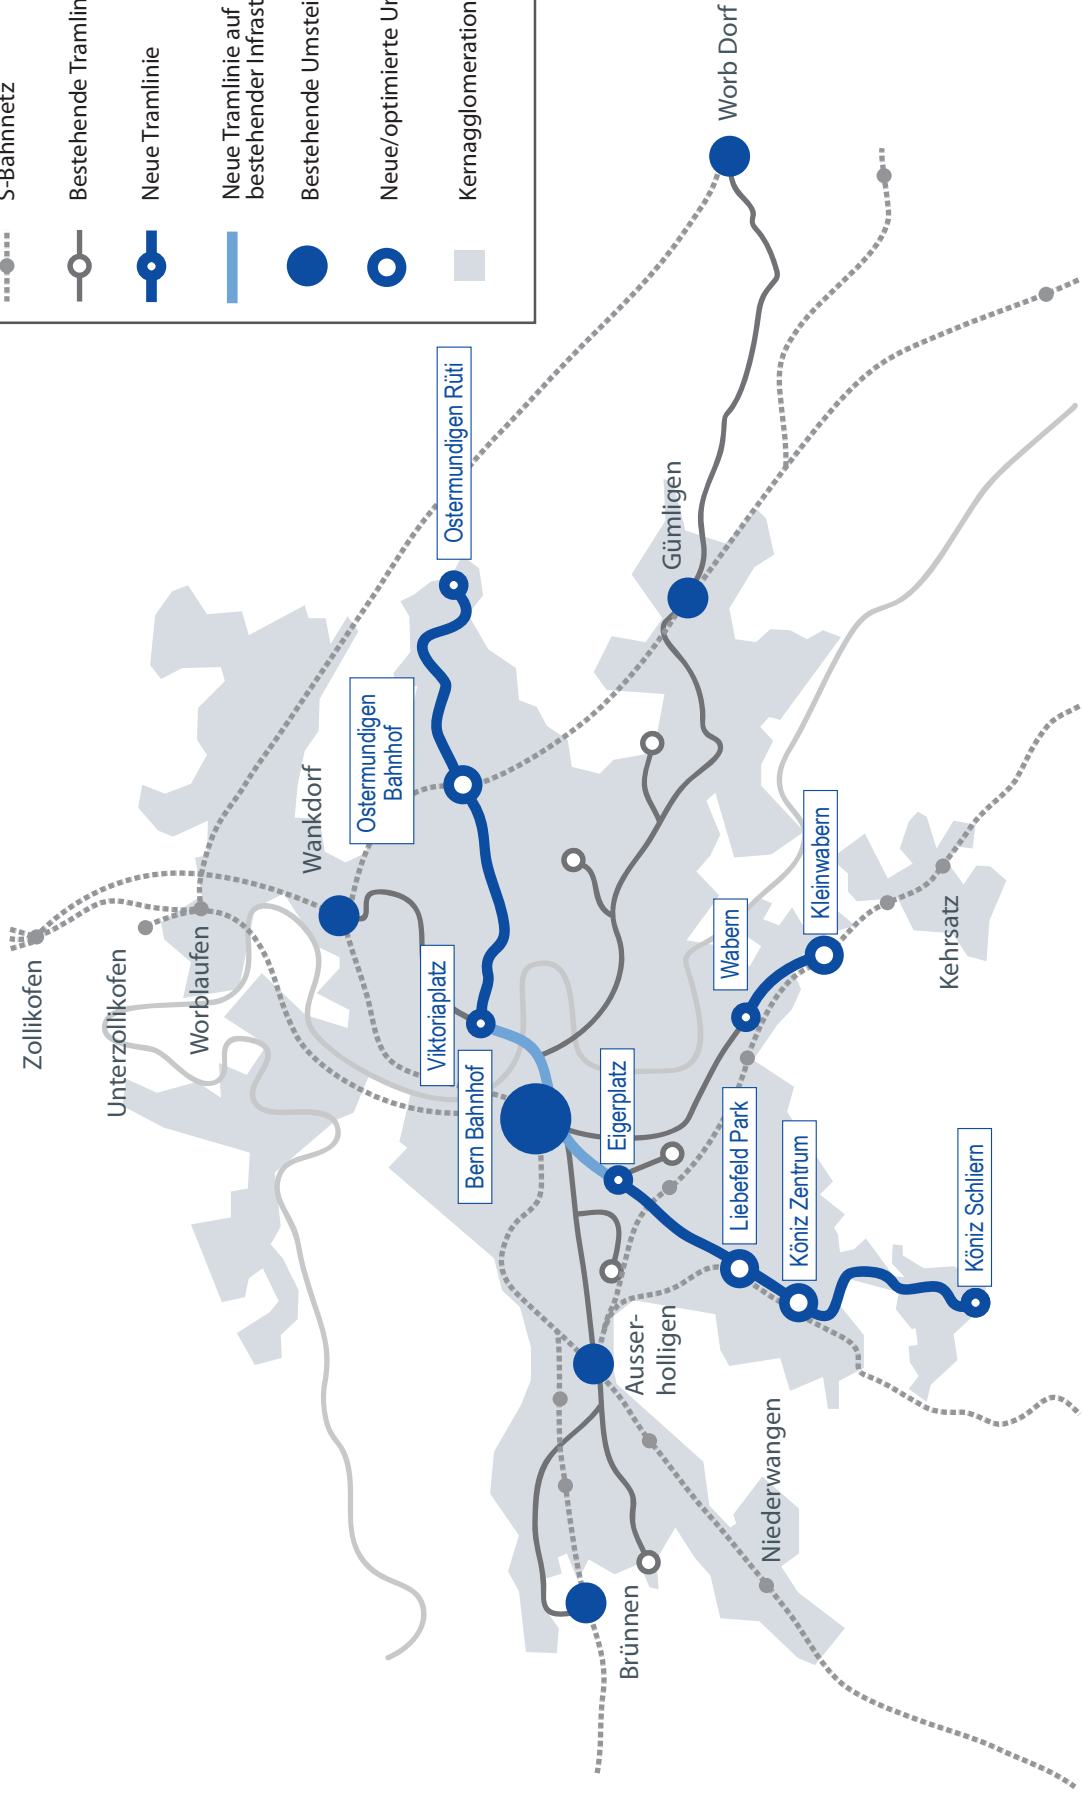 S-Bahnnetz
Bestehende Tramlin
Neue Tramlinie
Neue Tramlinie auf
bestehender Infrast
Bestehende Umstei
Neue/optimierte Um
Kernagglomeration
Zollikofen
Unterzollikofen
Worblaufen
Wankdorf
Ostermundigen
Bahnhof
Ostermundigen Rüti
Worb Dorf
Gümligen
Viktoriaplatz
Bern Bahnhof
Eigerplatz
Wabern
Kleinwabern
Kehrsatz
Liebefeld Park
Köniz Zentrum
Köniz Schliern
Ausser-
holligen
Niederwangen
Brünnen